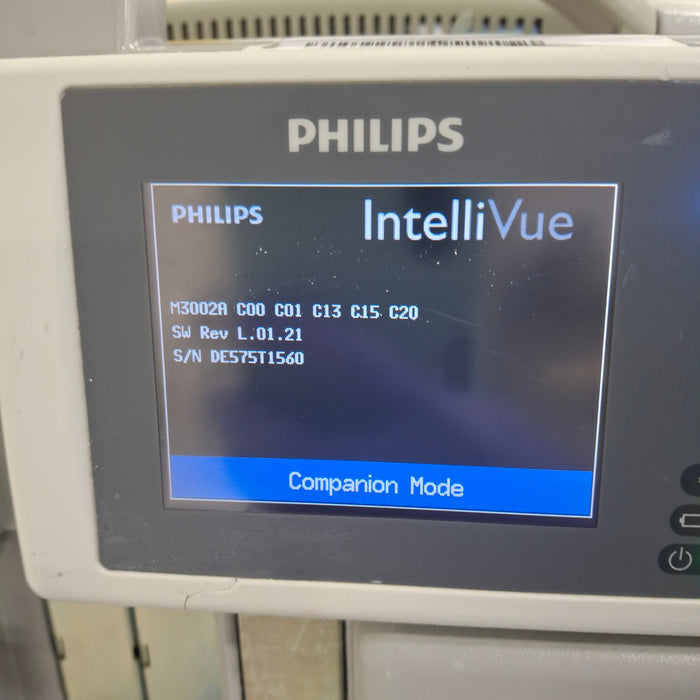 PHILIPS
PHILIPS IntelliVue
M3002A C00 C01 C13 C15 C20
SW Rev L.01.21
S/N DE575T1560
Companion Mode